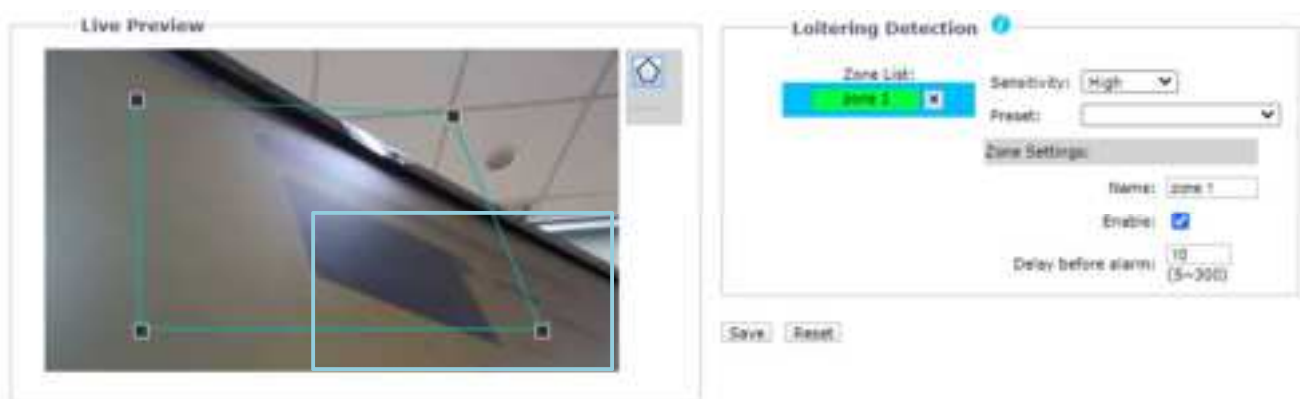 Live Preview
Loitering Detection
Zone List:
zone 1
Sensitivity: High
Preset:
Zone Settings:
Name: zone 1
Enable:
Delay before alarm: 10
(5~300)
Save Reset